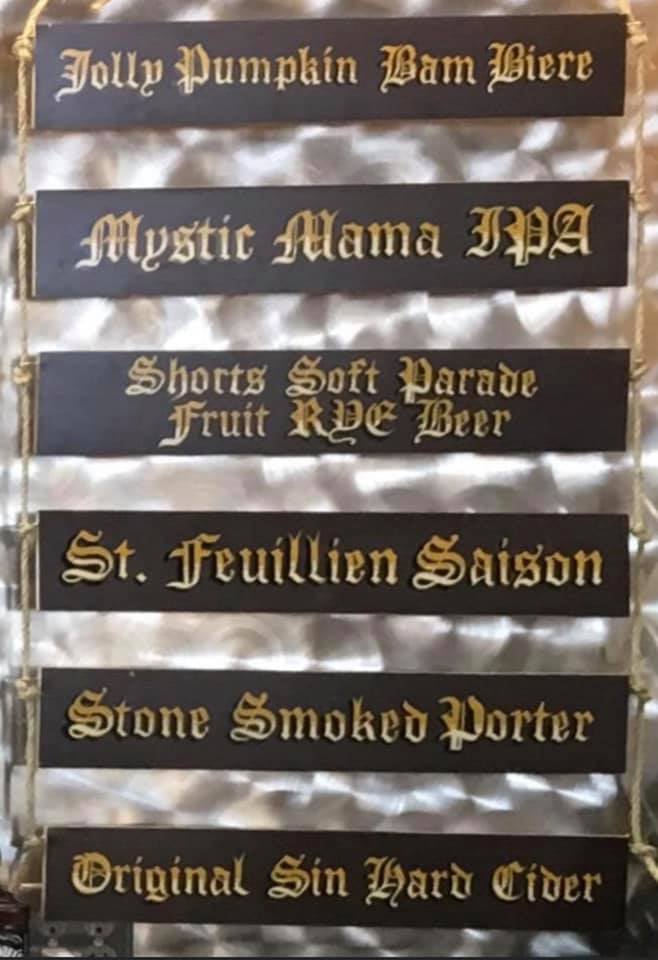 Jolly Pumpkin Bam Biere
Mystic Mama IPA
Shorts Soft Parade
Fruit RYE Beer
St. Feuillien Saison
Stone Smoked Porter
Original Sin Hard Cider